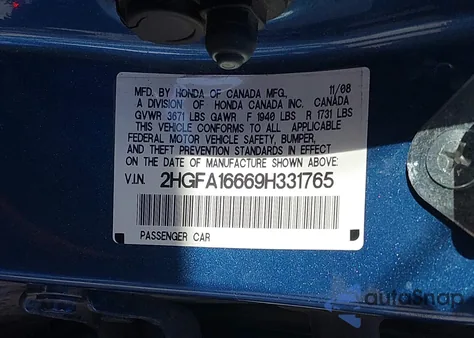 MFD. BY HONDA OF CANADA MFG. 11/08
A DIVISION OF HONDA CANADA INC. CANADA
GVWR 3671 LBS GAWR F 1940 LBS R 1731 LBS
THIS VEHICLE CONFORMS TO ALL APPLICABLE
FEDERAL MOTOR VEHICLE SAFETY, BUMPER,
AND THEFT PREVENTION STANDARDS IN EFFECT
ON THE DATE OF MANUFACTURE SHOWN ABOVE:
V.I.N. 2HGFA16669H331765
PASSENGER CAR
autoSnap